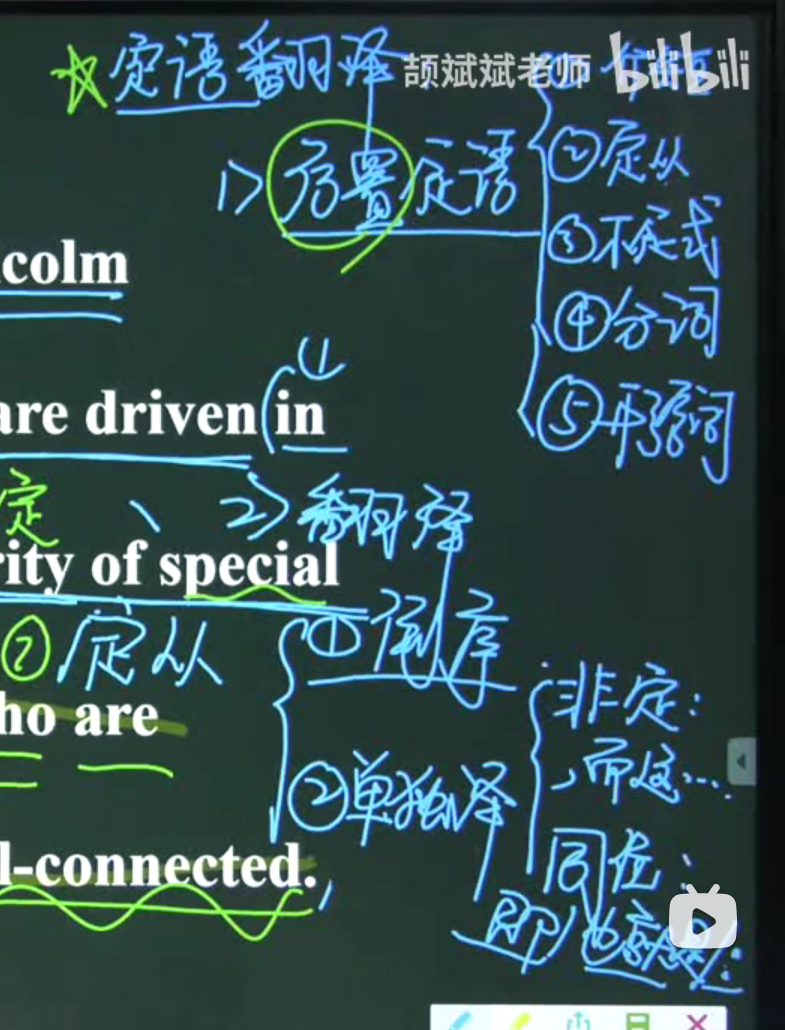 ☆定语翻译
颉斌斌老师 bilibili
1) 后置定语
② 定从
③ 不定式
④ 分词
⑤ 形容词
colm
①
are driven (in
定
2) 翻译
rity of special
② 定从
① 倒序
ho are
非定:
,而这…
② 单独译
同位:
l-connected.
即/也就是: